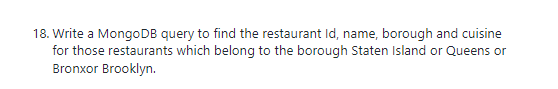 18. Write a MongoDB query to find the restaurant Id, name, borough and cuisine
for those restaurants which belong to the borough Staten Island or Queens or
Bronxor Brooklyn.